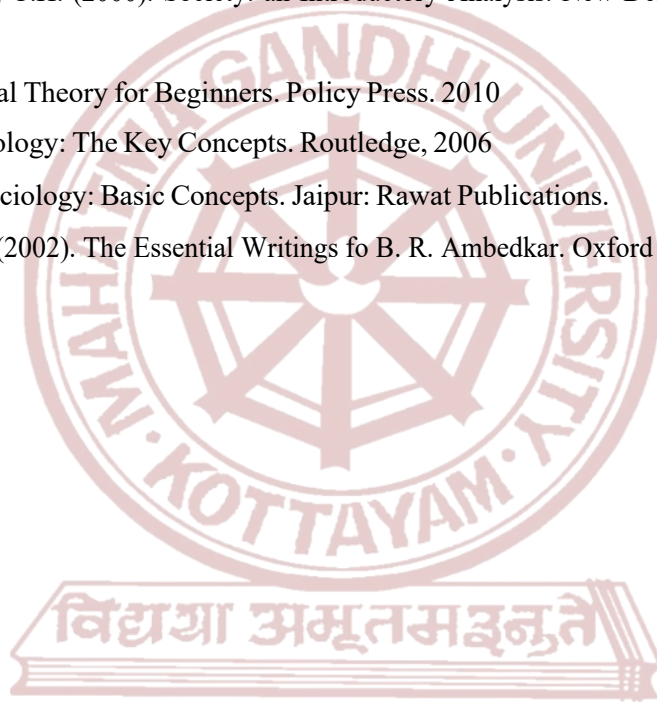 (2000). Society: an Introductory Analysis. New
al Theory for Beginners. Policy Press. 2010
ology: The Key Concepts. Routledge, 2006
ciology: Basic Concepts. Jaipur: Rawat Publications.
(2002). The Essential Writings fo B. R. Ambedkar. Oxford
MAHATMA GANDHI UNIVERSITY
KOTTAYAM
विद्यया अमृतमश्नुते